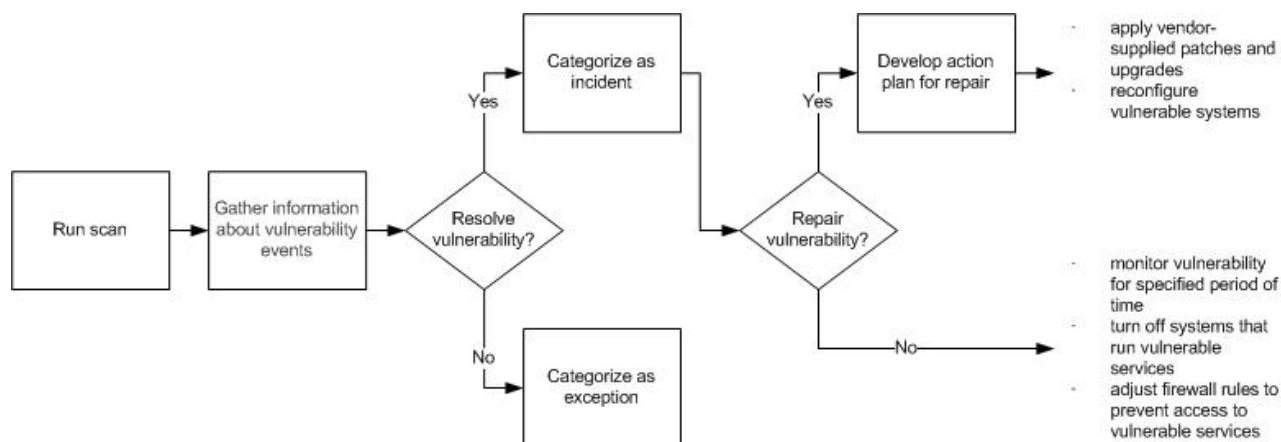 Run scan
Gather information
about vulnerability
events
Resolve
vulnerability?
Yes
Categorize as
incident
No
Categorize as
exception
Repair
vulnerability?
Yes
Develop action
plan for repair
- apply vendor-
supplied patches and
upgrades
- reconfigure
vulnerable systems
No
- monitor vulnerability
for specified period of
time
- turn off systems that
run vulnerable
services
- adjust firewall rules to
prevent access to
vulnerable services